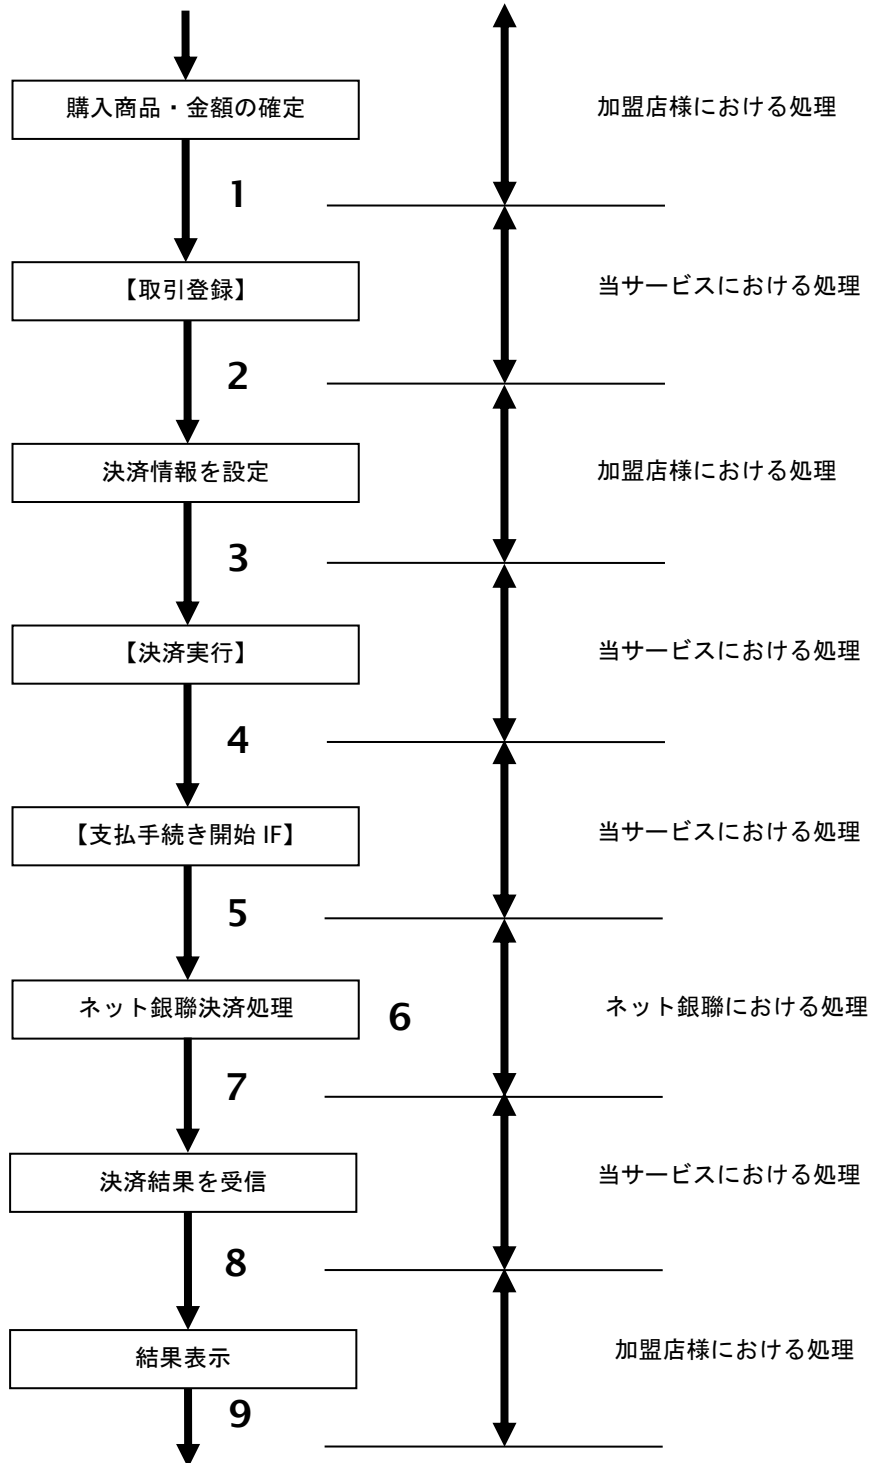 購入商品・金額の確定
加盟店様における処理
1
【取引登録】
当サービスにおける処理
2
決済情報を設定
加盟店様における処理
3
【決済実行】
当サービスにおける処理
4
【支払手続き開始 IF】
当サービスにおける処理
5
ネット銀聯決済処理
6
ネット銀聯における処理
7
決済結果を受信
当サービスにおける処理
8
結果表示
加盟店様における処理
9